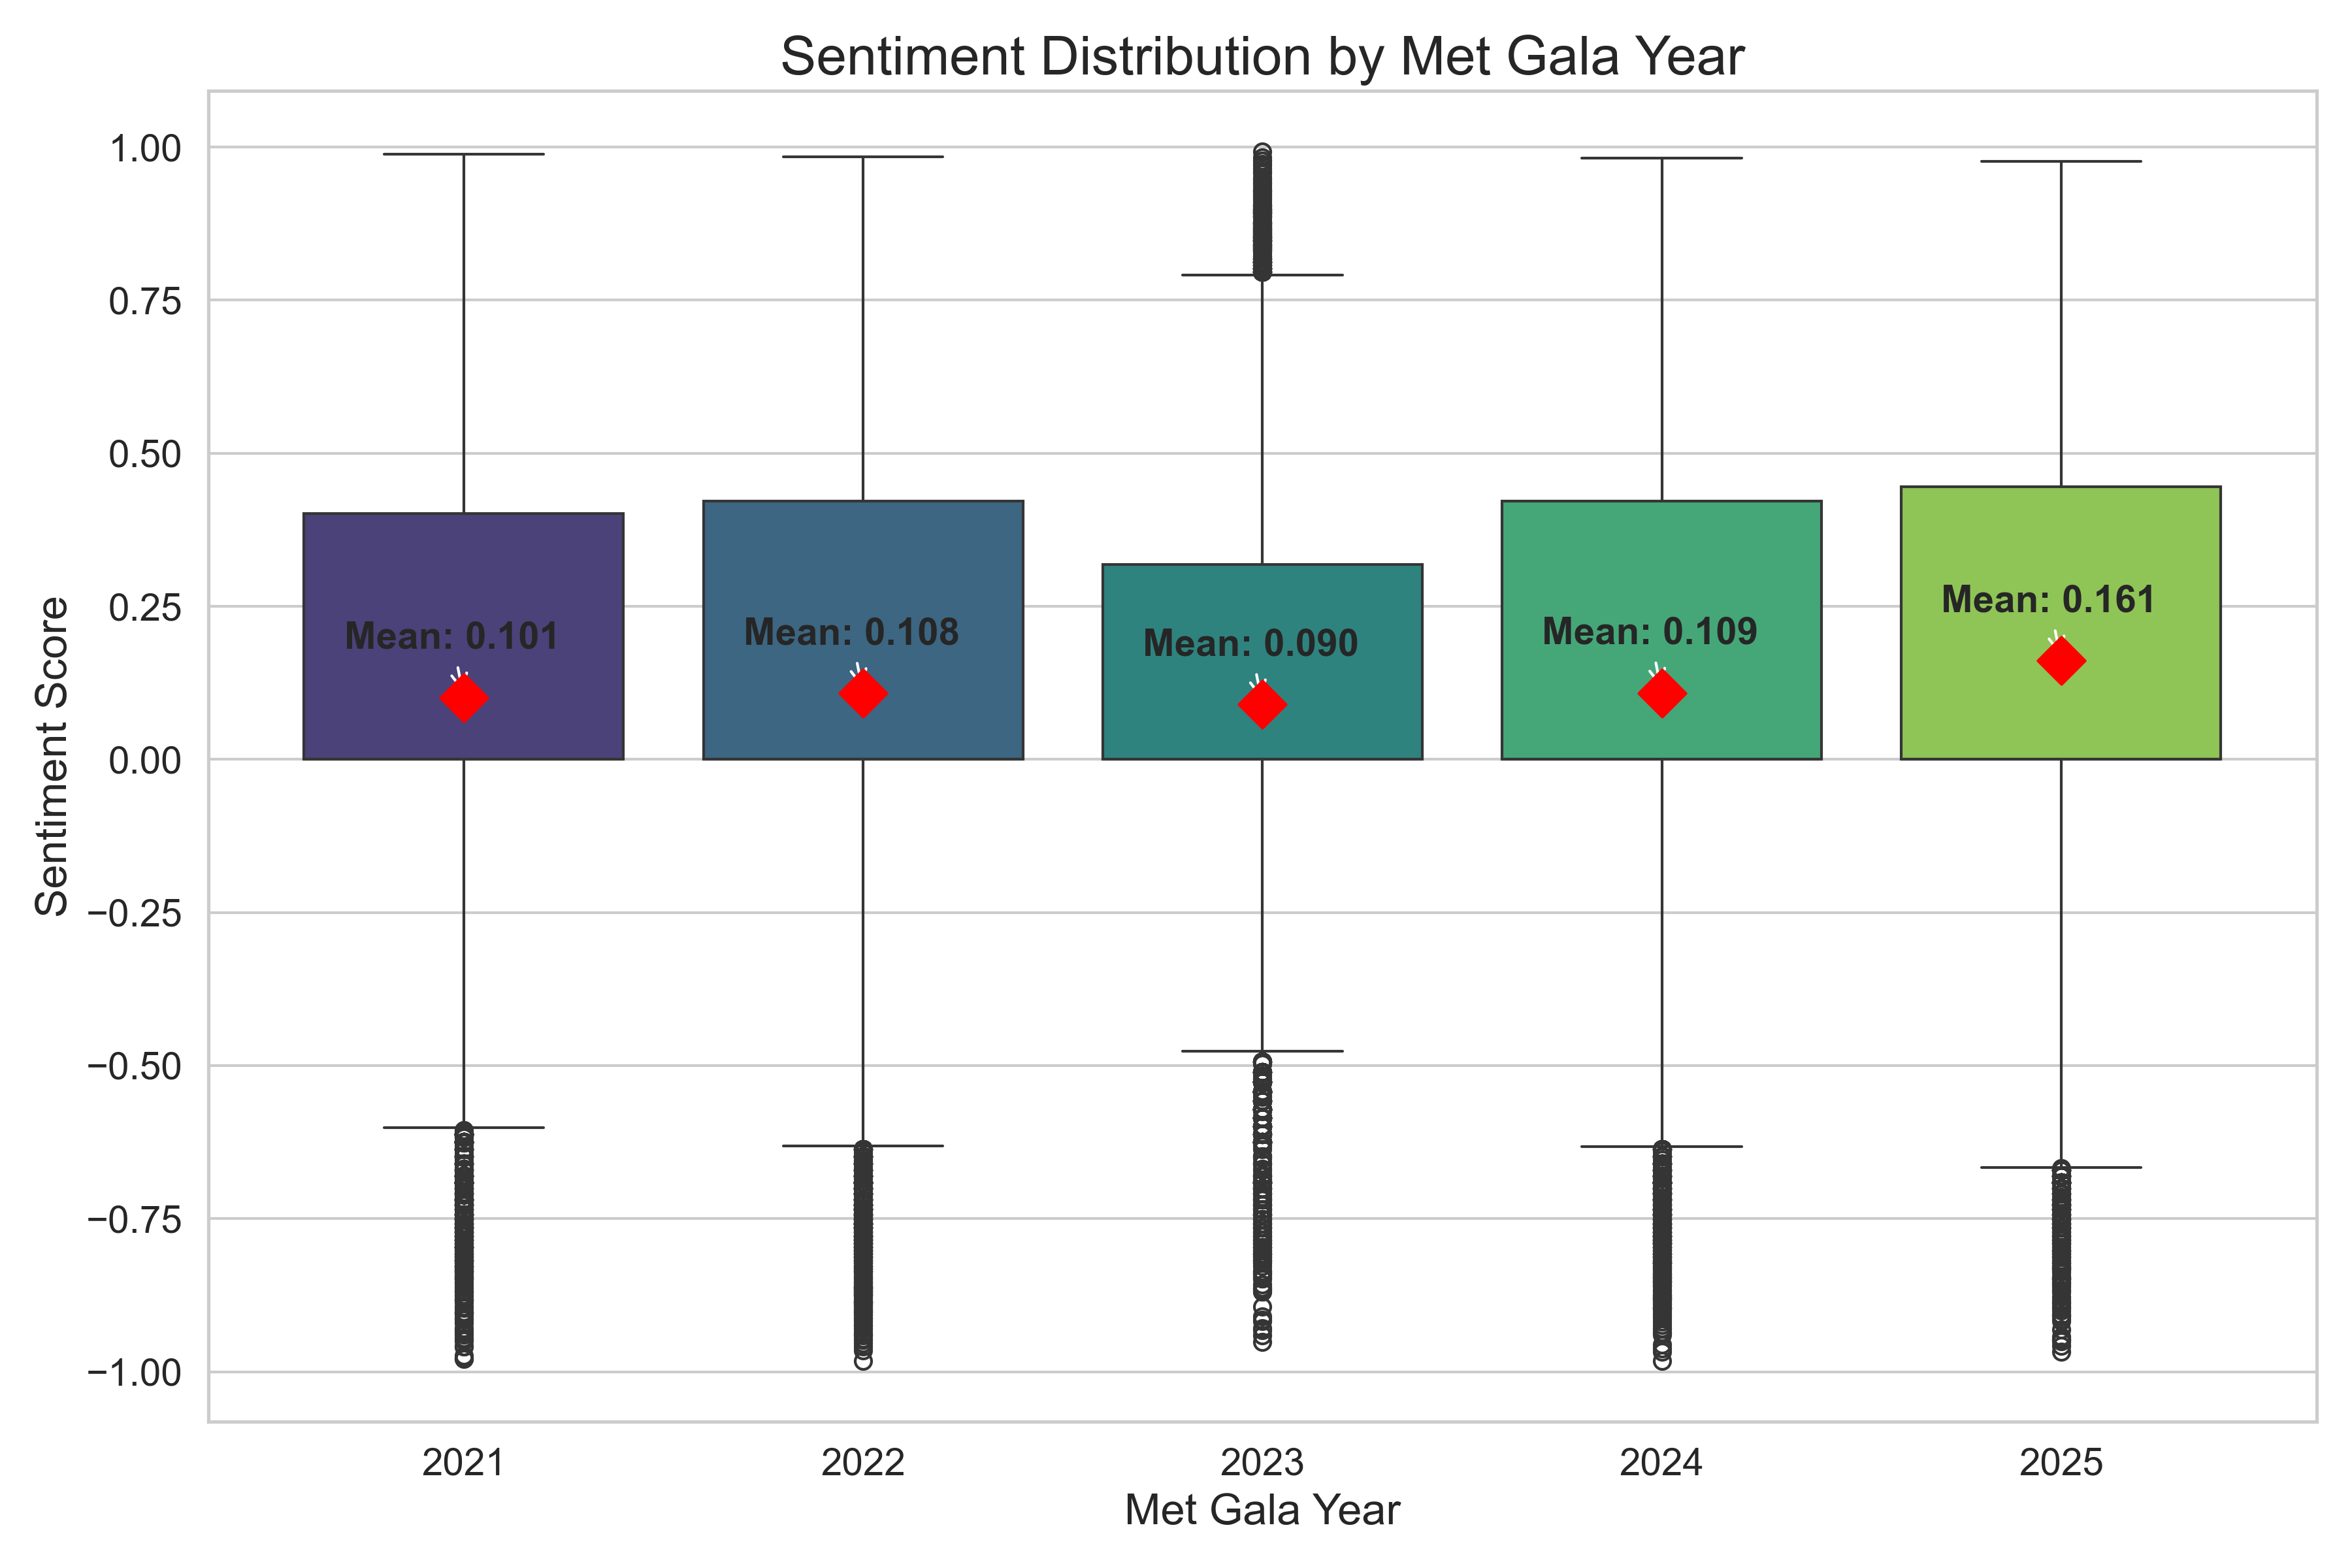 Sentiment Distribution by Met Gala Year
1.00
0.75
0.50
0.25
0.00
−0.25
−0.50
−0.75
−1.00
Sentiment Score
Mean: 0.101
Mean: 0.108
Mean: 0.090
Mean: 0.109
Mean: 0.161
2021
2022
2023
2024
2025
Met Gala Year